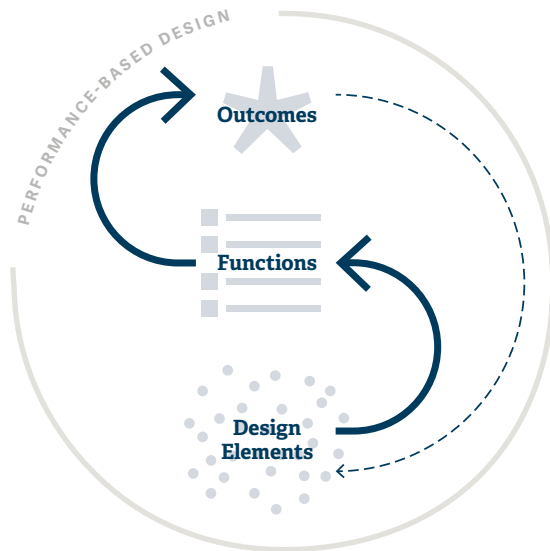 PERFORMANCE-BASED DESIGN
Outcomes
Functions
Design
Elements